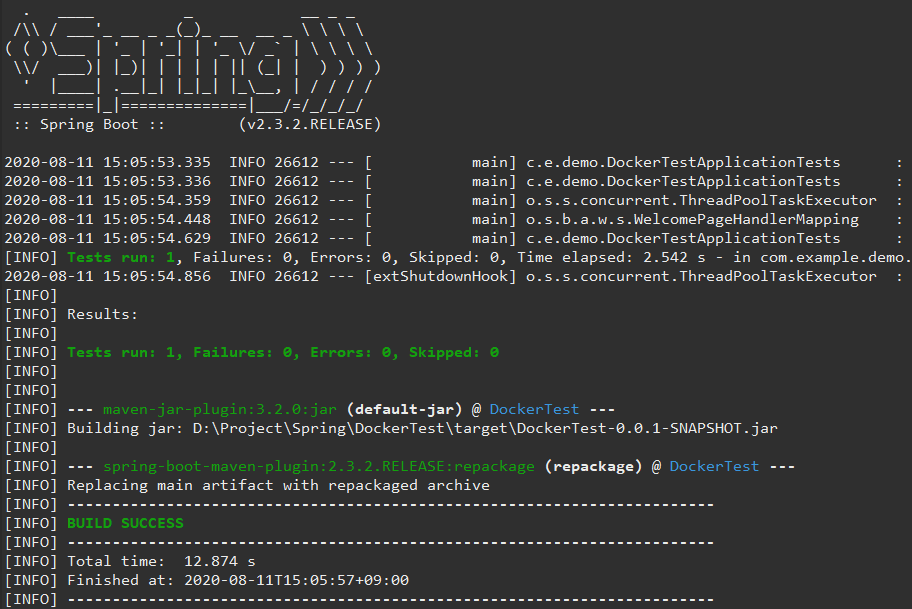 .   ____          _            __ _ _
 /\\ / ___'_ __ _ _(_)_ __  __ _ \ \ \ \
( ( )\___ | '_ | '_| | '_ \/ _` | \ \ \ \
 \\/  ___)| |_)| | | | | || (_| |  ) ) ) )
  '  |____| .__|_| |_|_| |_\__, | / / / /
 =========|_|==============|___/=/_/_/_/
 :: Spring Boot ::        (v2.3.2.RELEASE)
2020-08-11 15:05:53.335  INFO 26612 --- [           main] c.e.demo.DockerTestApplicationTests      :
2020-08-11 15:05:53.336  INFO 26612 --- [           main] c.e.demo.DockerTestApplicationTests      :
2020-08-11 15:05:54.359  INFO 26612 --- [           main] o.s.s.concurrent.ThreadPoolTaskExecutor  :
2020-08-11 15:05:54.448  INFO 26612 --- [           main] o.s.b.a.w.s.WelcomePageHandlerMapping    :
2020-08-11 15:05:54.629  INFO 26612 --- [           main] c.e.demo.DockerTestApplicationTests      :
[INFO] Tests run: 1, Failures: 0, Errors: 0, Skipped: 0, Time elapsed: 2.542 s - in com.example.demo.
2020-08-11 15:05:54.856  INFO 26612 --- [extShutdownHook] o.s.s.concurrent.ThreadPoolTaskExecutor  :
[INFO]
[INFO] Results:
[INFO]
[INFO] Tests run: 1, Failures: 0, Errors: 0, Skipped: 0
[INFO]
[INFO]
[INFO] --- maven-jar-plugin:3.2.0:jar (default-jar) @ DockerTest ---
[INFO] Building jar: D:\Project\Spring\DockerTest\target\DockerTest-0.0.1-SNAPSHOT.jar
[INFO]
[INFO] --- spring-boot-maven-plugin:2.3.2.RELEASE:repackage (repackage) @ DockerTest ---
[INFO] Replacing main artifact with repackaged archive
[INFO] ------------------------------------------------------------------------
[INFO] BUILD SUCCESS
[INFO] ------------------------------------------------------------------------
[INFO] Total time:  12.874 s
[INFO] Finished at: 2020-08-11T15:05:57+09:00
[INFO] ------------------------------------------------------------------------